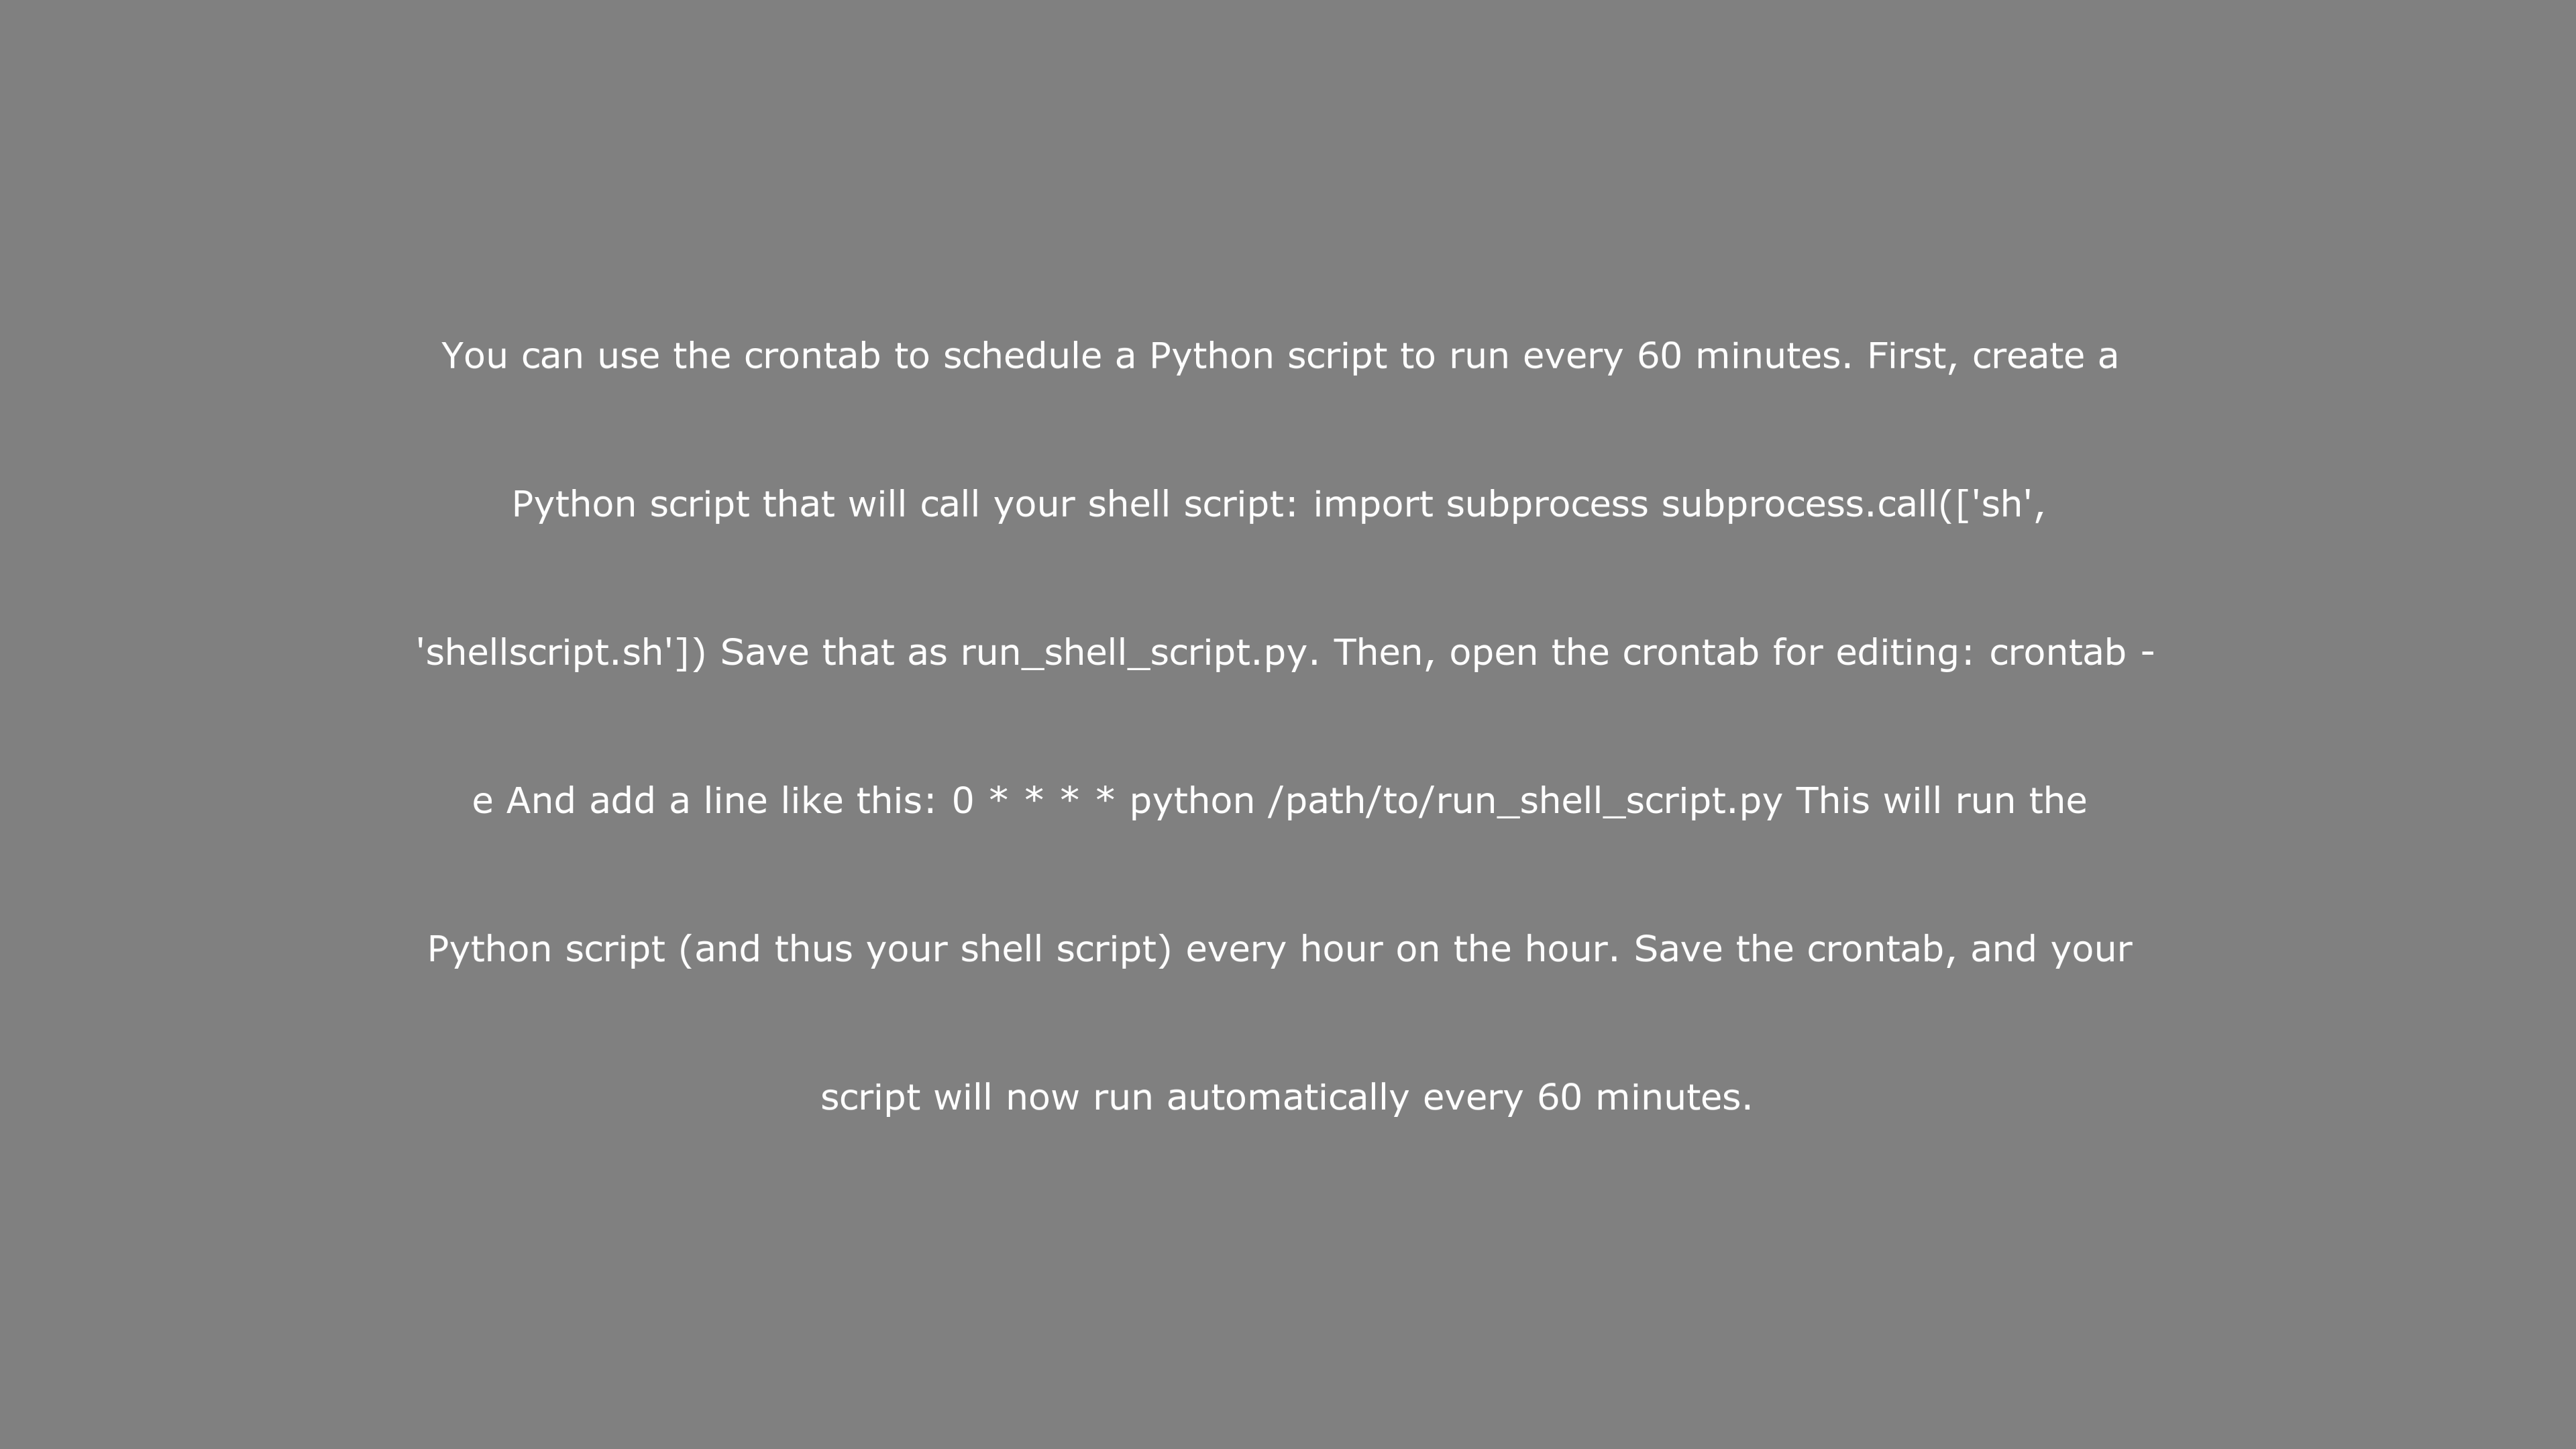 You can use the crontab to schedule a Python script to run every 60 minutes. First, create a
Python script that will call your shell script: import subprocess subprocess.call(['sh',
'shellscript.sh']) Save that as run_shell_script.py. Then, open the crontab for editing: crontab -
e And add a line like this: 0 * * * * python /path/to/run_shell_script.py This will run the
Python script (and thus your shell script) every hour on the hour. Save the crontab, and your
script will now run automatically every 60 minutes.